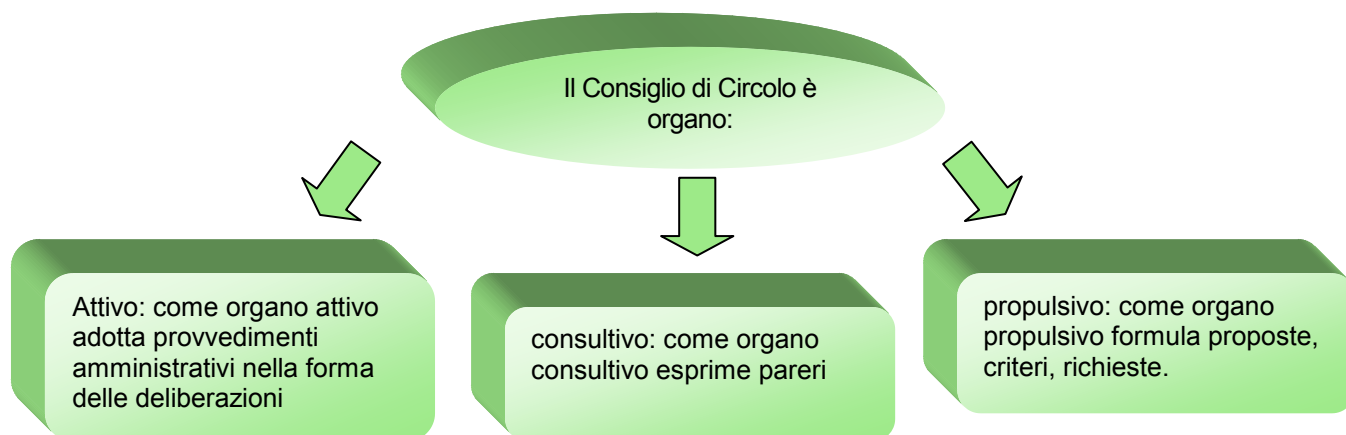 Il Consiglio di Circolo è
organo:
Attivo: come organo attivo
adotta provvedimenti
amministrativi nella forma
delle deliberazioni
consultivo: come organo
consultivo esprime pareri
propulsivo: come organo
propulsivo formula proposte,
criteri, richieste.